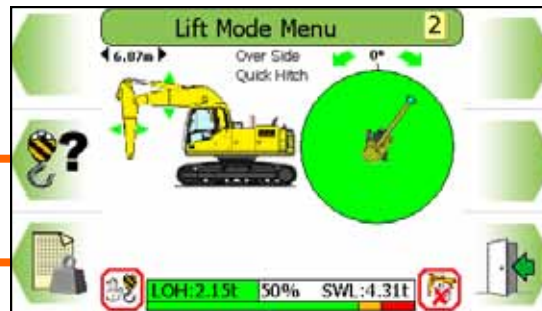 Lift Mode Menu 2
6.87m Over Side 0°
Quick Hitch
?
LOH:2.15t 50% SWL:4.31t